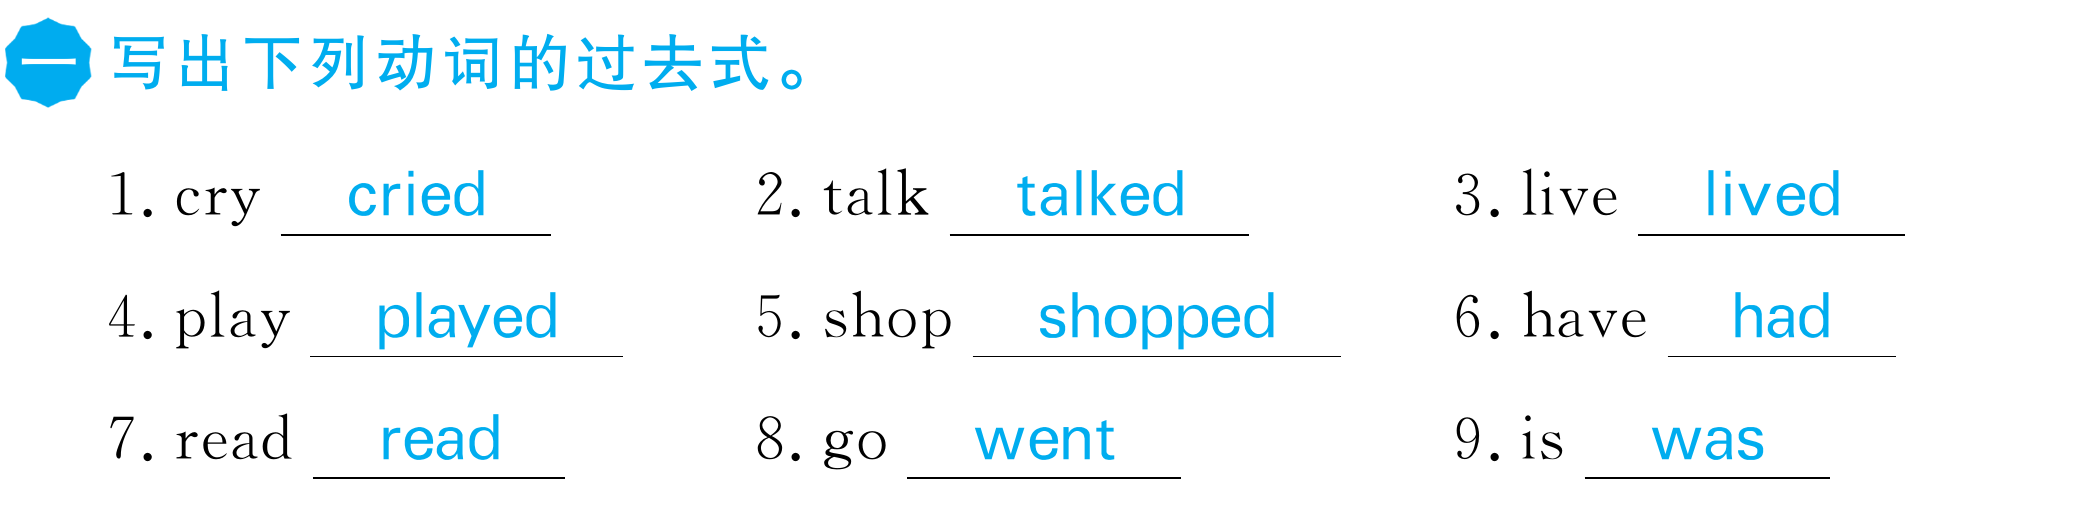 一 写出下列动词的过去式。
1. cry cried 2. talk talked 3. live lived
4. play played 5. shop shopped 6. have had
7. read read 8. go went 9. is was